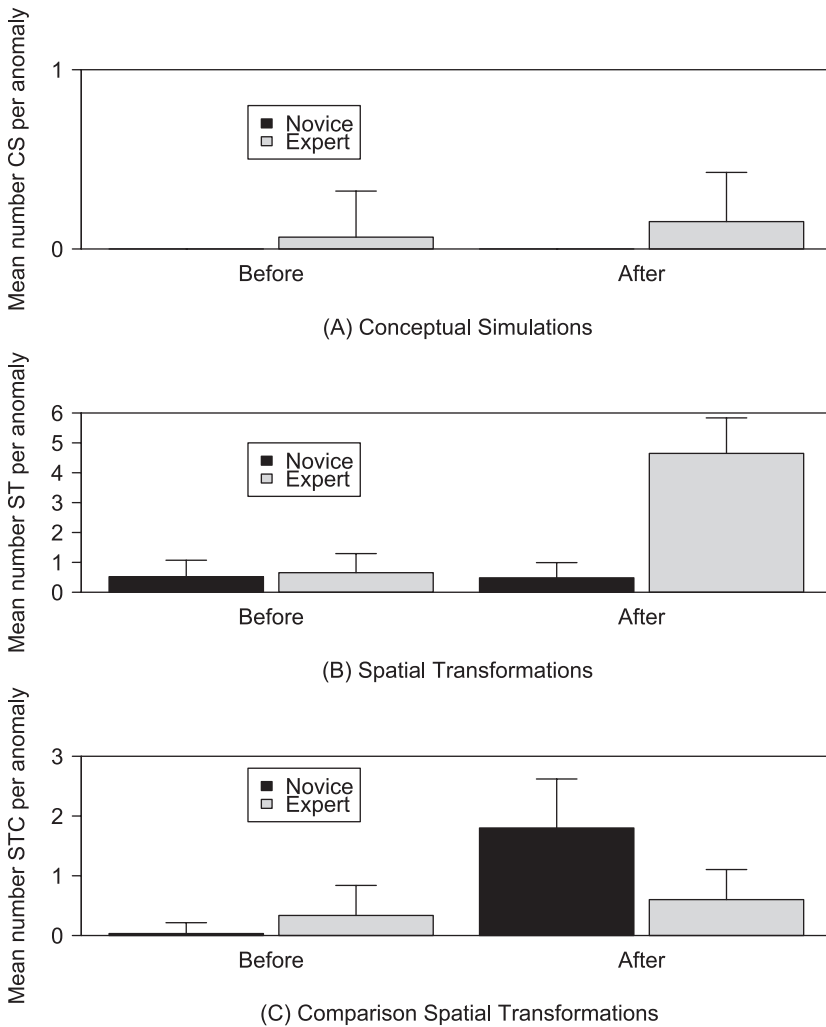 Mean number CS per anomaly
1
0
Novice
Expert
Before
After
(A) Conceptual Simulations
Mean number ST per anomaly
6
5
4
3
2
1
0
Novice
Expert
Before
After
(B) Spatial Transformations
Mean number STC per anomaly
3
2
1
0
Novice
Expert
Before
After
(C) Comparison Spatial Transformations